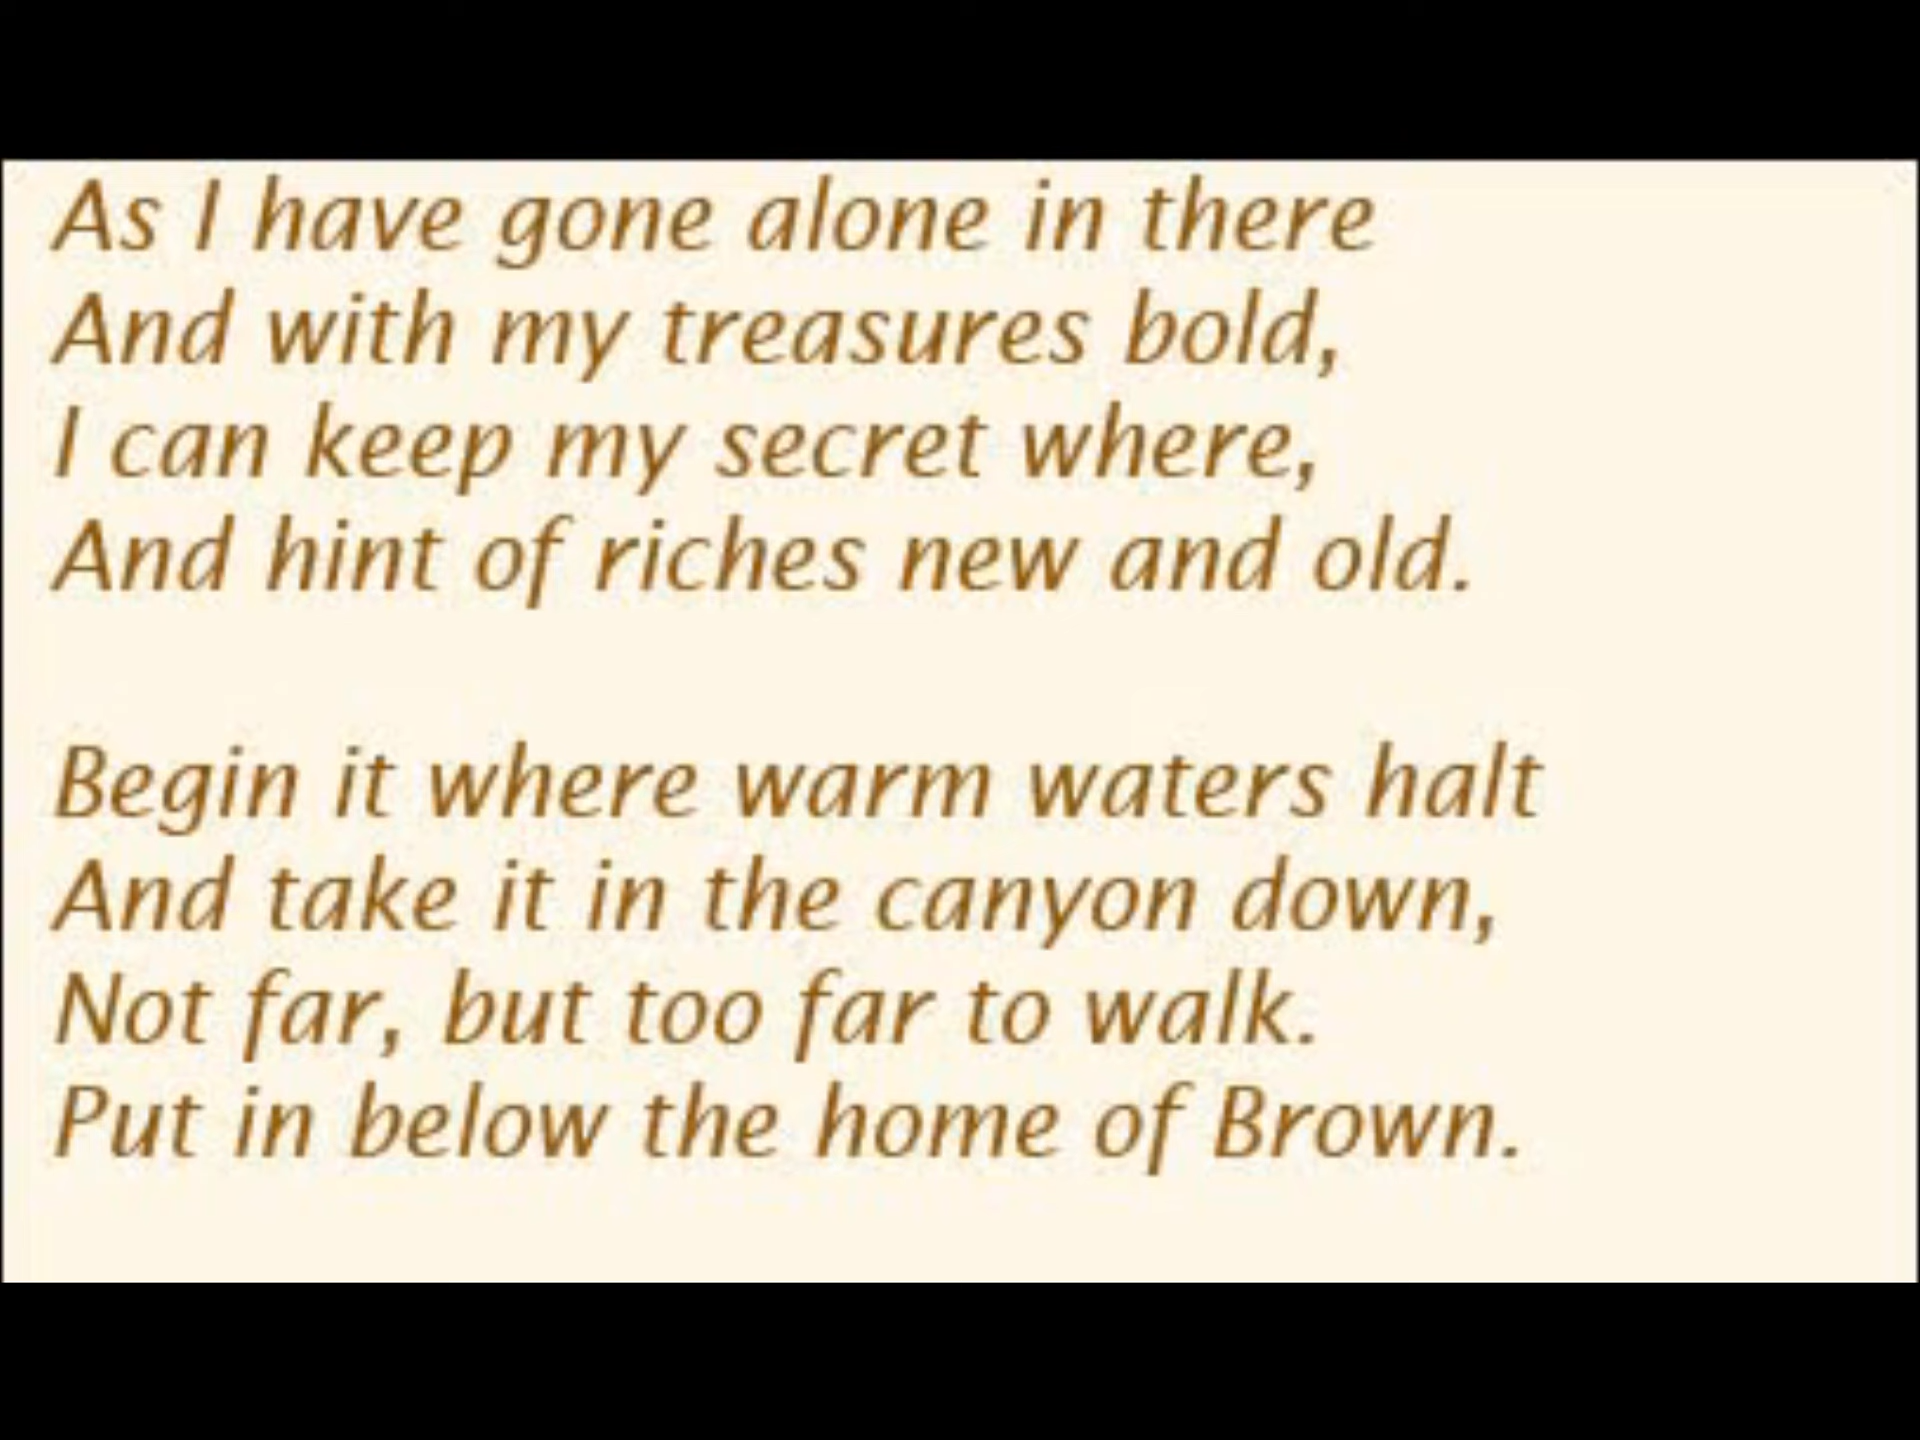 As I have gone alone in there
And with my treasures bold,
I can keep my secret where,
And hint of riches new and old.
Begin it where warm waters halt
And take it in the canyon down,
Not far, but too far to walk.
Put in below the home of Brown.